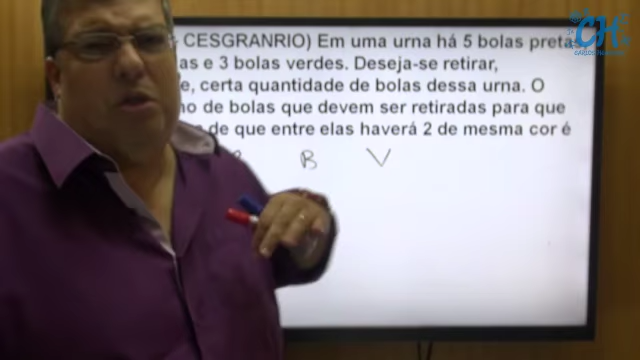 CH
CESGRANRIO) Em uma urna há 5 bolas pretas
e 3 bolas verdes. Deseja-se retirar,
certa quantidade de bolas dessa urna. O
de bolas que devem ser retiradas para que
de que entre elas haverá 2 de mesma cor é
B V